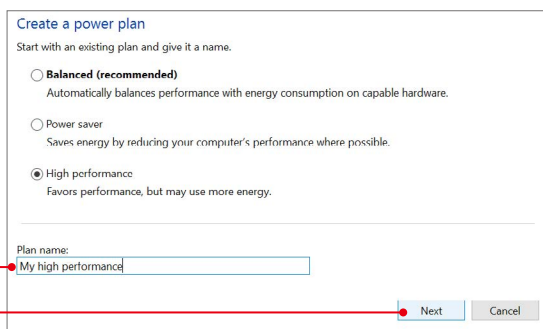 Create a power plan
Start with an existing plan and give it a name.
Balanced (recommended)
Automatically balances performance with energy consumption on capable hardware.
Power saver
Saves energy by reducing your computer's performance where possible.
High performance
Favors performance, but may use more energy.
Plan name:
My high performance
Next Cancel